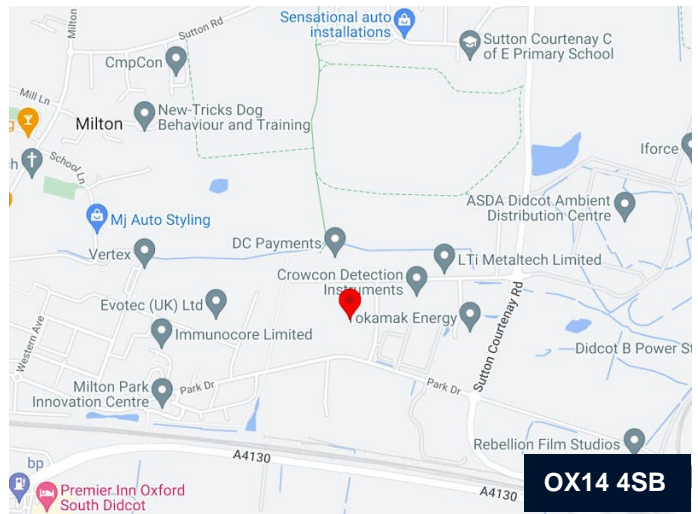 Milton
Sutton Rd
Sensational auto
installations
Sutton Courtenay C
of E Primary School
CmpCon
Mill Ln
New-Tricks Dog
Behaviour and Training
Milton
School Ln
Iforce
ASDA Didcot Ambient
Distribution Centre
Mj Auto Styling
Vertex
DC Payments
LTi Metaltech Limited
Crowcon Detection
Instruments
Evotec (UK) Ltd
Tokamak Energy
Sutton Courtenay Rd
Immunocore Limited
Western Ave
Didcot B Power St
Milton Park
Innovation Centre
Park Dr
Park Dr
Rebellion Film Studios
A4130
bp
A4130
OX14 4SB
Premier Inn Oxford
South Didcot